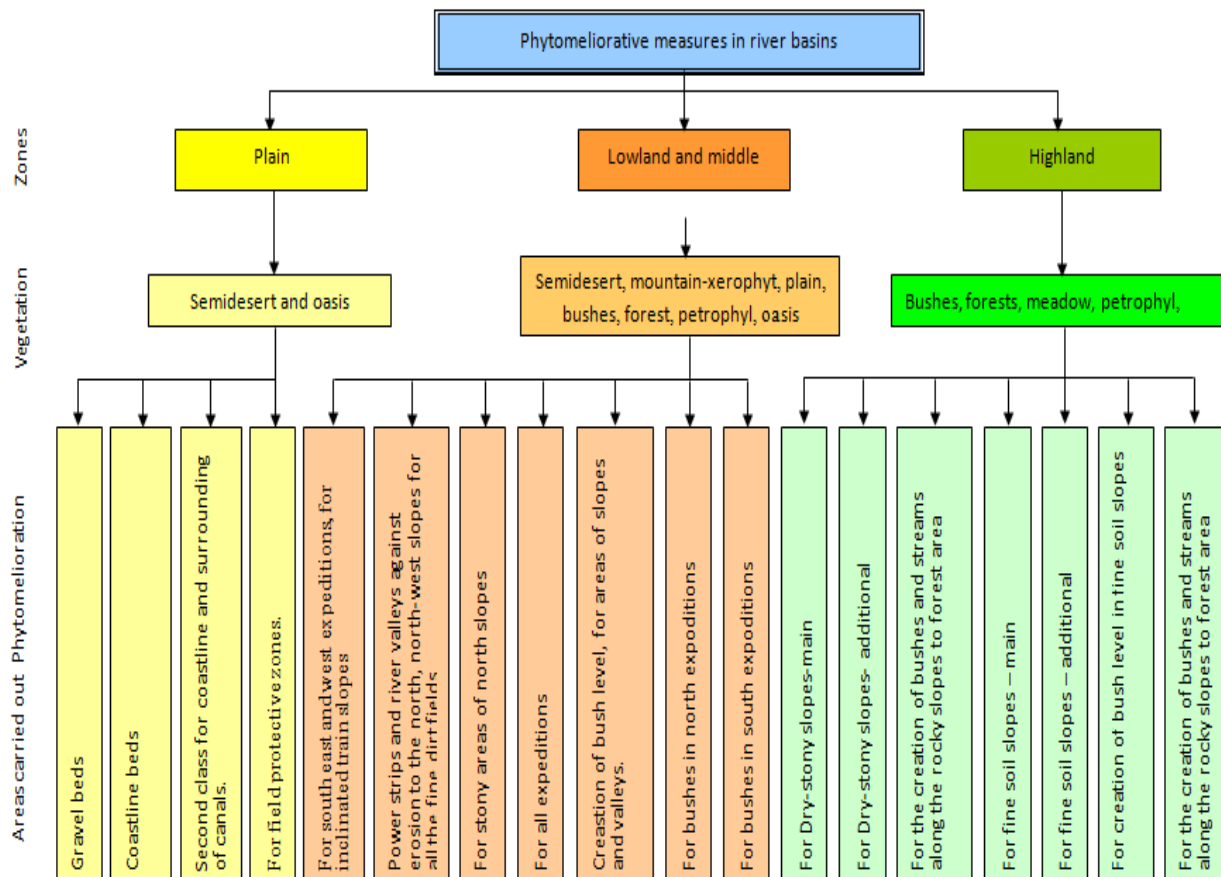 Phytomeliorative measures in river basins
Zones
Plain
Lowland and middle
Highland
Vegetation
Semidesert and oasis
Semidesert, mountain-xerophyt, plain,
bushes, forest, petrophyl, oasis
Bushes, forests, meadow, petrophyl,
Areas carried out Phytomelioration
Gravel beds
Coastline beds
Second class for coastline and surrounding
of canals.
For field protective zones.
For south east and west expeditions, for
inclinated train slopes
Power strips and river valleys against
erosion to the north, north-west slopes for
all the fine dirt fields
For stony areas of north slopes
For all expeditions
Creastion of bush level, for areas of slopes
and valleys.
For bushes in north expoditions
For bushes in south expoditions
For Dry-stony slopes-main
For Dry-stony slopes- additional
For the creation of bushes and streams
along the rocky slopes to forest area
For fine soil slopes – main
For fine soil slopes – additional
For creation of bush level in fine soil slopes
For the creation of bushes and streams
along the rocky slopes to forest area